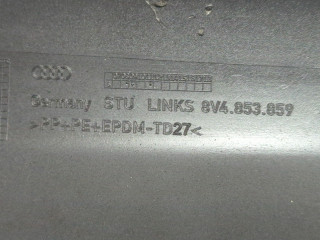 Germany STU LINKS 8V4.853.859
>PP+PE+EPDM-TD27<